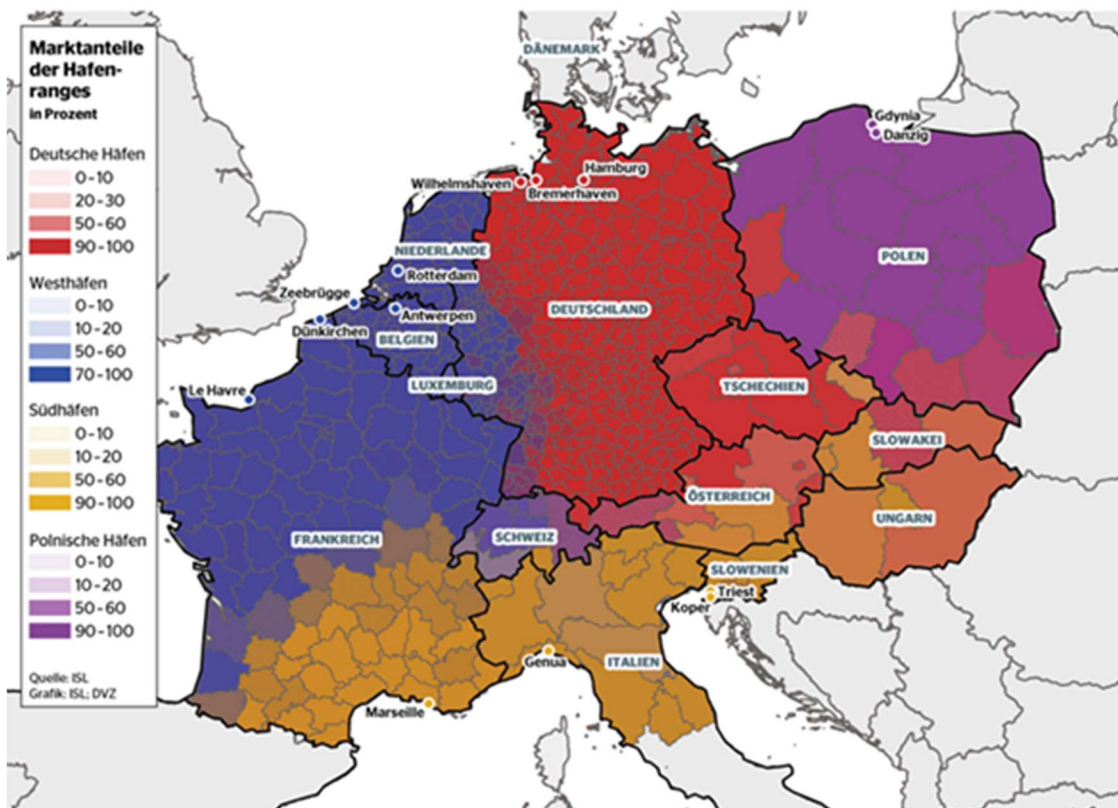 Marktanteile
der Hafen-
ranges
in Prozent
Deutsche Häfen
0-10
20-30
50-60
90-100
Westhäfen
0-10
10-20
50-60
70-100
Südhäfen
0-10
10-20
50-60
90-100
Polnische Häfen
0-10
10-20
50-60
90-100
Quelle: ISL
Grafik: ISL; DVZ
DÄNEMARK
Gdynia
Danzig
Hamburg
Wilhelmshaven
Bremerhaven
NIEDERLANDE
Rotterdam
POLEN
Zeebrügge
Antwerpen
DEUTSCHLAND
Dünkirchen
BELGIEN
LUXEMBURG
TSCHECHIEN
Le Havre
SLOWAKEI
ÖSTERREICH
UNGARN
FRANKREICH
SCHWEIZ
SLOWENIEN
Triest
Koper
Genua
ITALIEN
Marseille